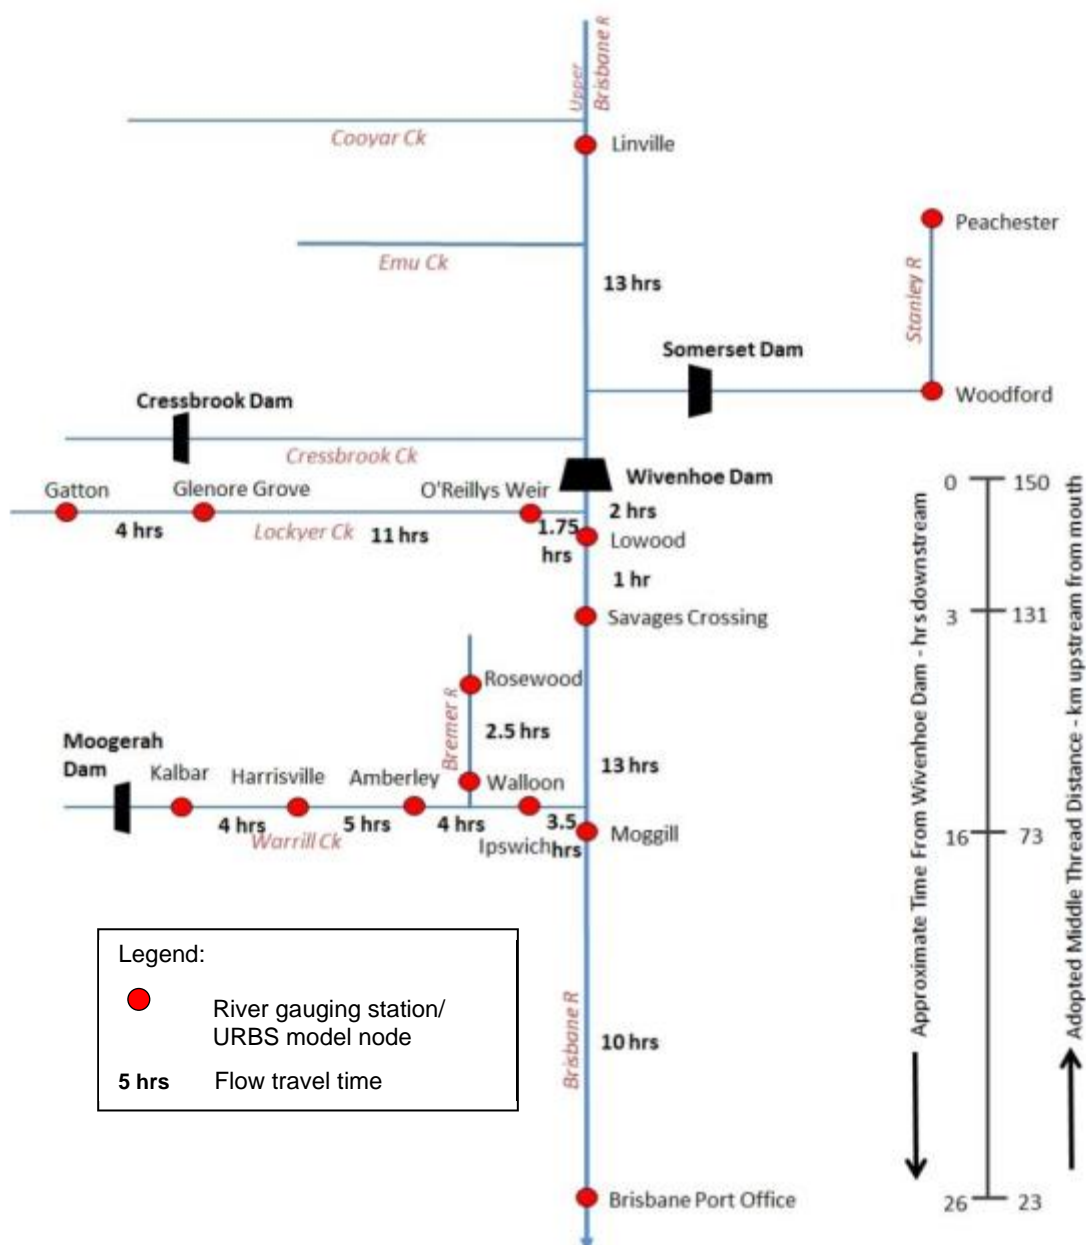 Upper
Brisbane R
Cooyar Ck
Linville
Peachester
Emu Ck
Stanley R
13 hrs
Somerset Dam
Woodford
Cressbrook Dam
Cressbrook Ck
Wivenhoe Dam
Gatton
Glenore Grove
O'Reillys Weir
4 hrs
Lockyer Ck
11 hrs
1.75
hrs
2 hrs
Lowood
1 hr
Savages Crossing
Rosewood
Bremer R
2.5 hrs
Moogerah
Dam
Kalbar
Harrisville
Amberley
Walloon
13 hrs
4 hrs
Warrill Ck
5 hrs
4 hrs
Ipswich
3.5
hrs
Moggill
Brisbane R
10 hrs
Brisbane Port Office
0
150
3
131
16
73
26
23
Approximate Time From Wivenhoe Dam - hrs downstream
Adopted Middle Thread Distance - km upstream from mouth
Legend:
River gauging station/
URBS model node
5 hrs Flow travel time